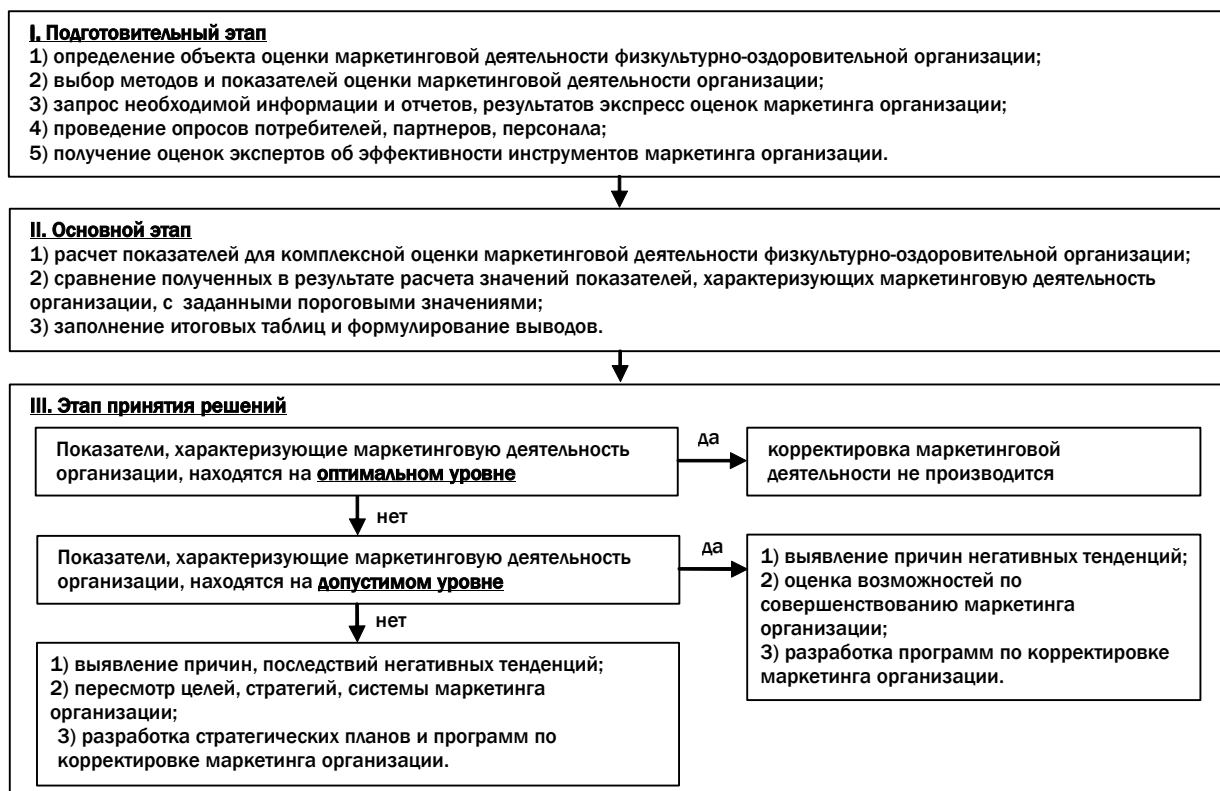 I. Подготовительный этап
1) определение объекта оценки маркетинговой деятельности физкультурно-оздоровительной организации;
2) выбор методов и показателей оценки маркетинговой деятельности организации;
3) запрос необходимой информации и отчетов, результатов экспресс оценок маркетинга организации;
4) проведение опросов потребителей, партнеров, персонала;
5) получение оценок экспертов об эффективности инструментов маркетинга организации.
II. Основной этап
1) расчет показателей для комплексной оценки маркетинговой деятельности физкультурно-оздоровительной организации;
2) сравнение полученных в результате расчета значений показателей, характеризующих маркетинговую деятельность
организации, с заданными пороговыми значениями;
3) заполнение итоговых таблиц и формулирование выводов.
III. Этап принятия решений
Показатели, характеризующие маркетинговую деятельность
организации, находятся на оптимальном уровне
да
корректировка маркетинговой
деятельности не производится
нет
Показатели, характеризующие маркетинговую деятельность
организации, находятся на допустимом уровне
да
1) выявление причин негативных тенденций;
2) оценка возможностей по
совершенствованию маркетинга
организации;
3) разработка программ по корректировке
маркетинга организации.
нет
1) выявление причин, последствий негативных тенденций;
2) пересмотр целей, стратегий, системы маркетинга
организации;
3) разработка стратегических планов и программ по
корректировке маркетинга организации.